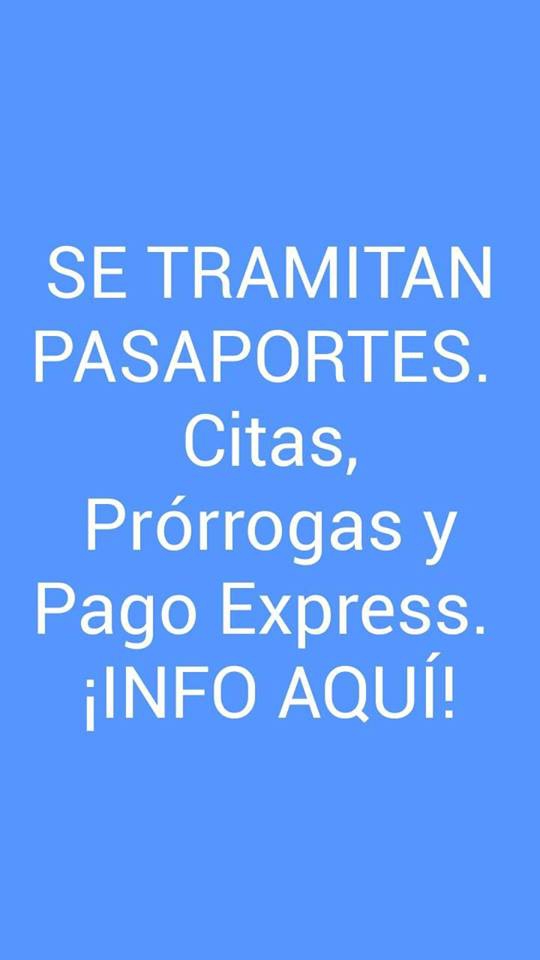 SE TRAMITAN
PASAPORTES.
Citas,
Prórrogas y
Pago Express.
¡INFO AQUÍ!